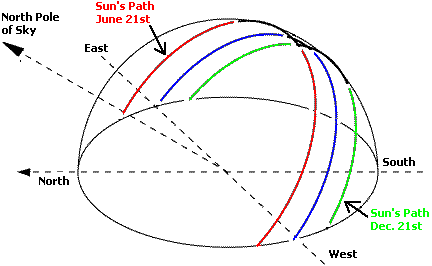 Sun's Path
June 21st
North Pole
of Sky
East
South
North
Sun's Path
Dec. 21st
West